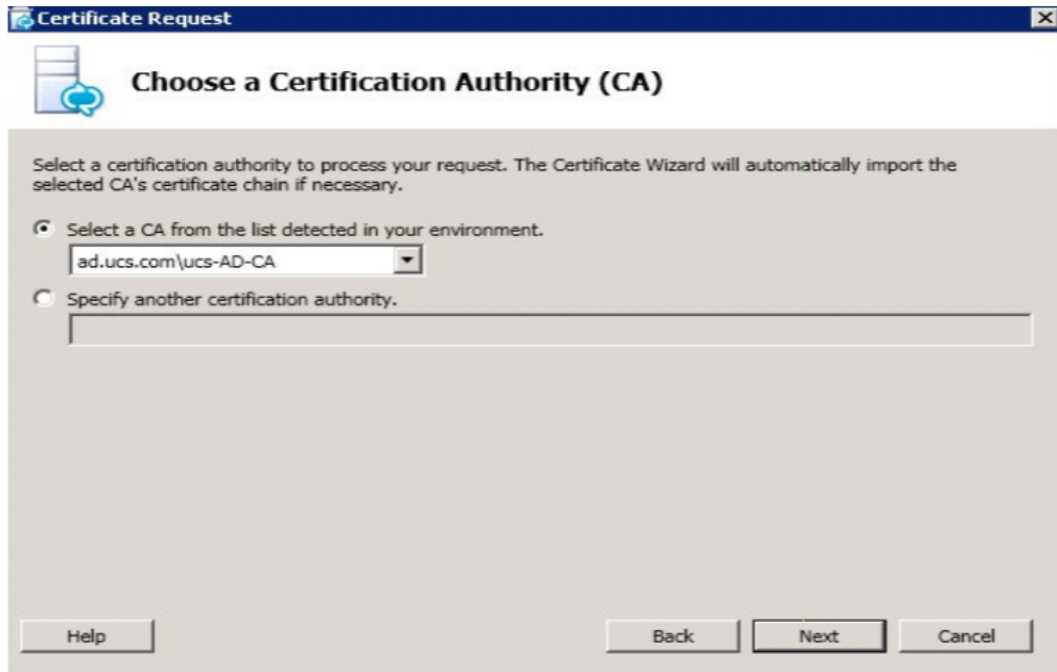 Certificate Request
Choose a Certification Authority (CA)
Select a certification authority to process your request. The Certificate Wizard will automatically import the
selected CA's certificate chain if necessary.
Select a CA from the list detected in your environment.
ad.ucs.com\ucs-AD-CA
Specify another certification authority.
Help Back Next Cancel